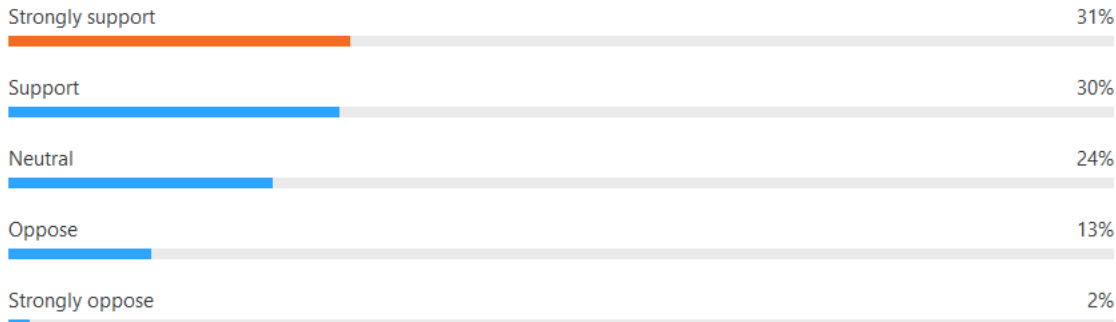 Strongly support 31%
Support 30%
Neutral 24%
Oppose 13%
Strongly oppose 2%